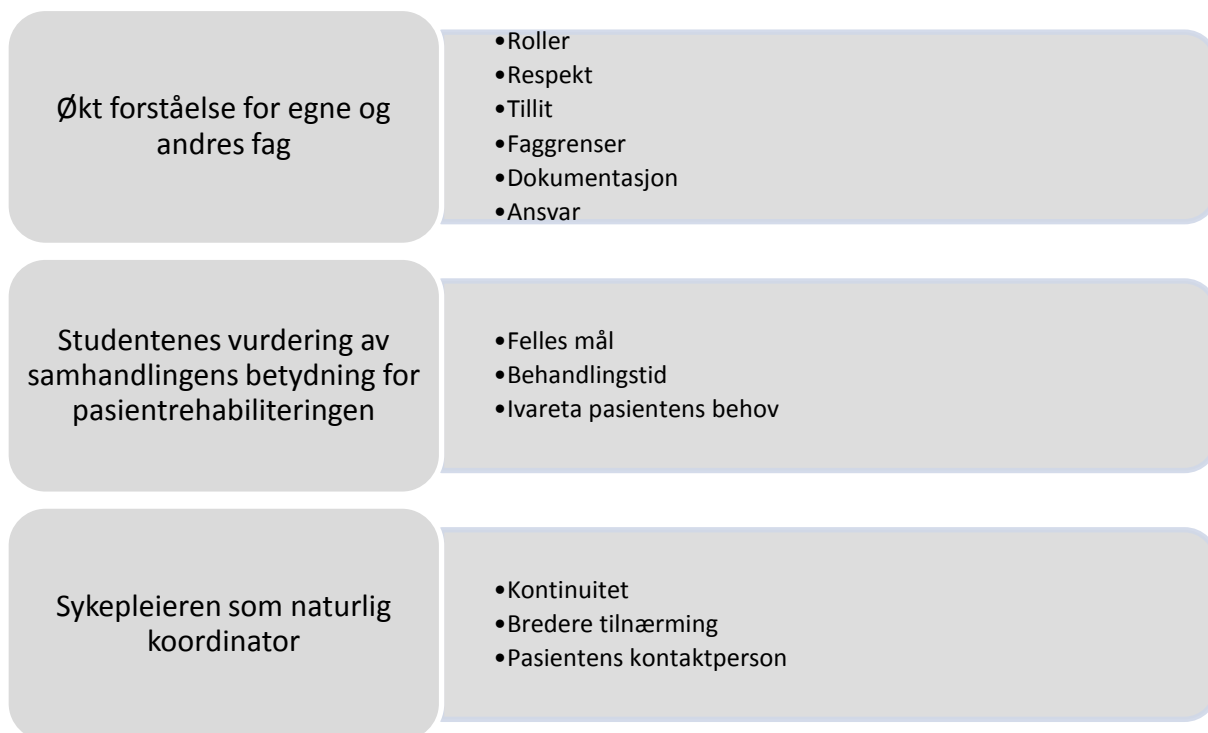 Økt forståelse for egne og
andres fag
•Roller
•Respekt
•Tillit
•Faggrenser
•Dokumentasjon
•Ansvar
Studentenes vurdering av
samhandlingens betydning for
pasientrehabiliteringen
•Felles mål
•Behandlingstid
•Ivareta pasientens behov
Sykepleieren som naturlig
koordinator
•Kontinuitet
•Bredere tilnærming
•Pasientens kontaktperson